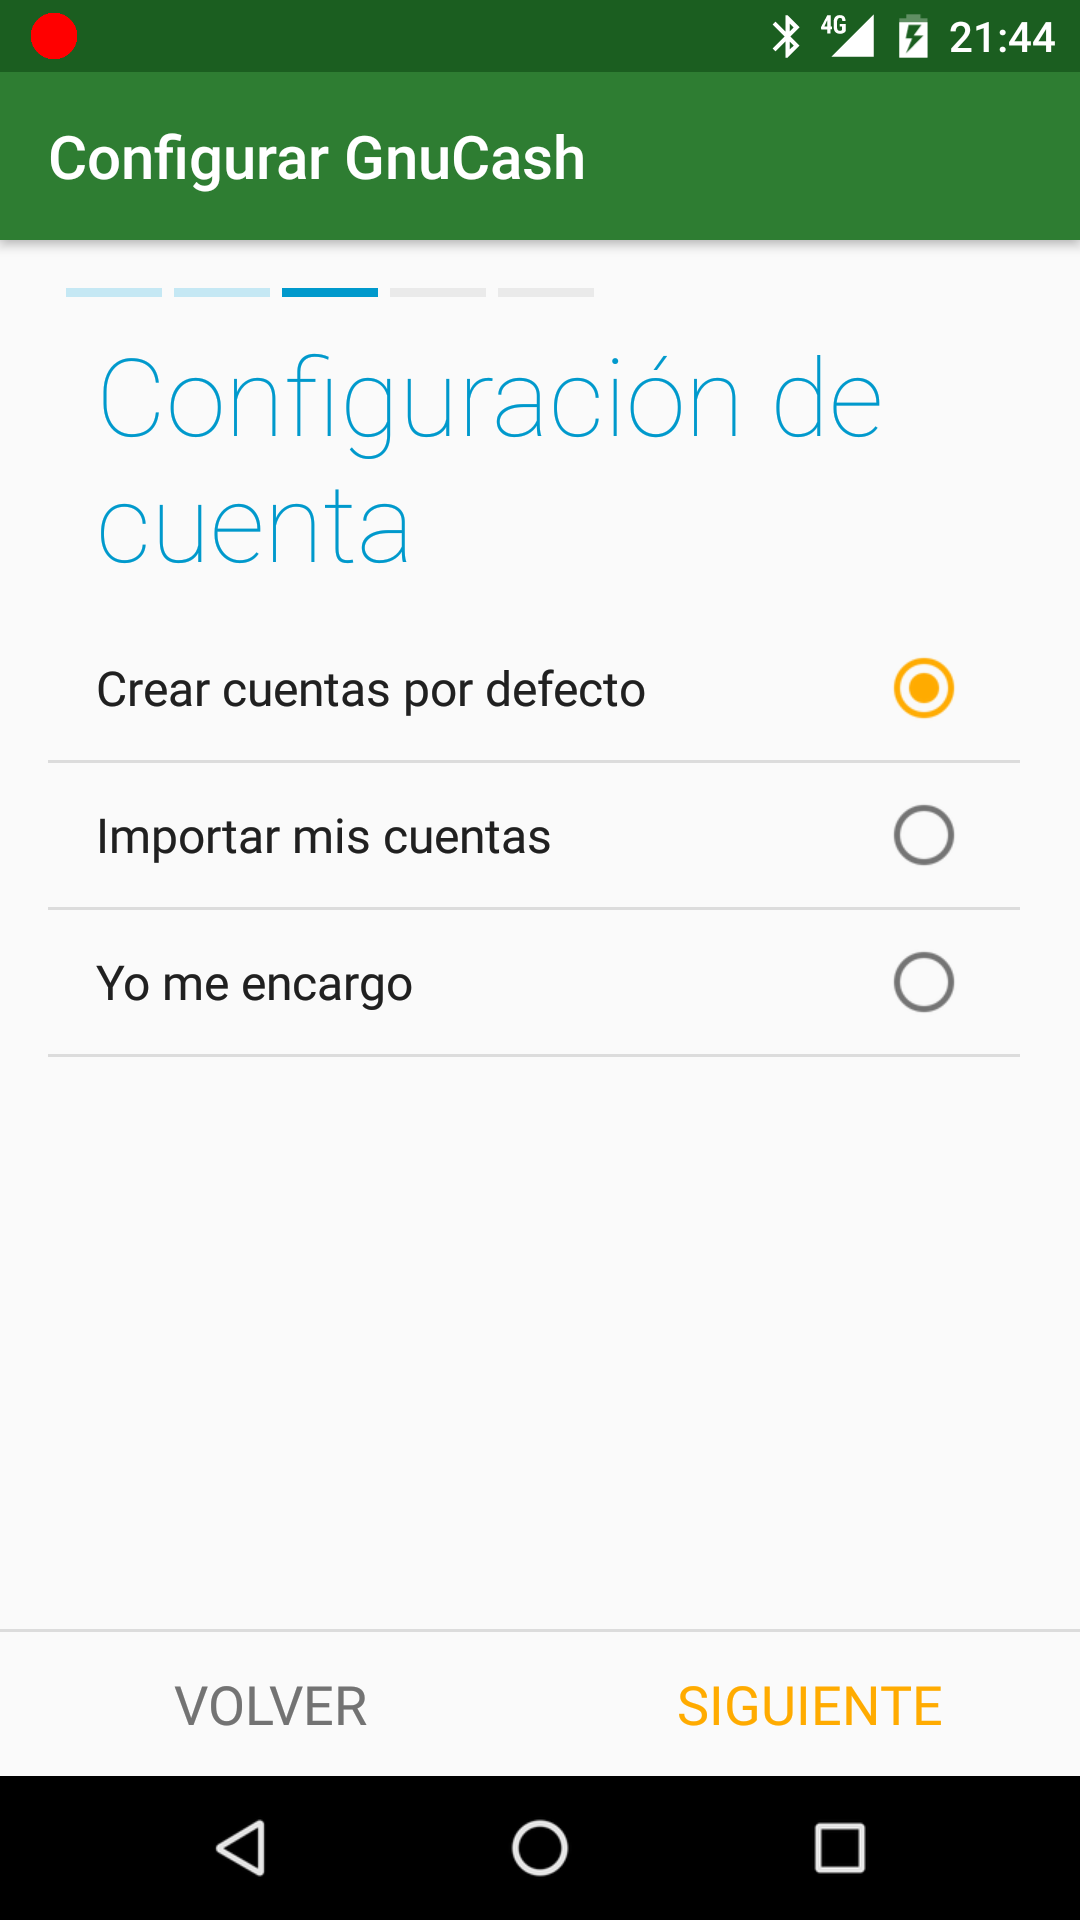 4G 21:44
Configurar GnuCash
Configuración de
cuenta
Crear cuentas por defecto
Importar mis cuentas
Yo me encargo
VOLVER SIGUIENTE